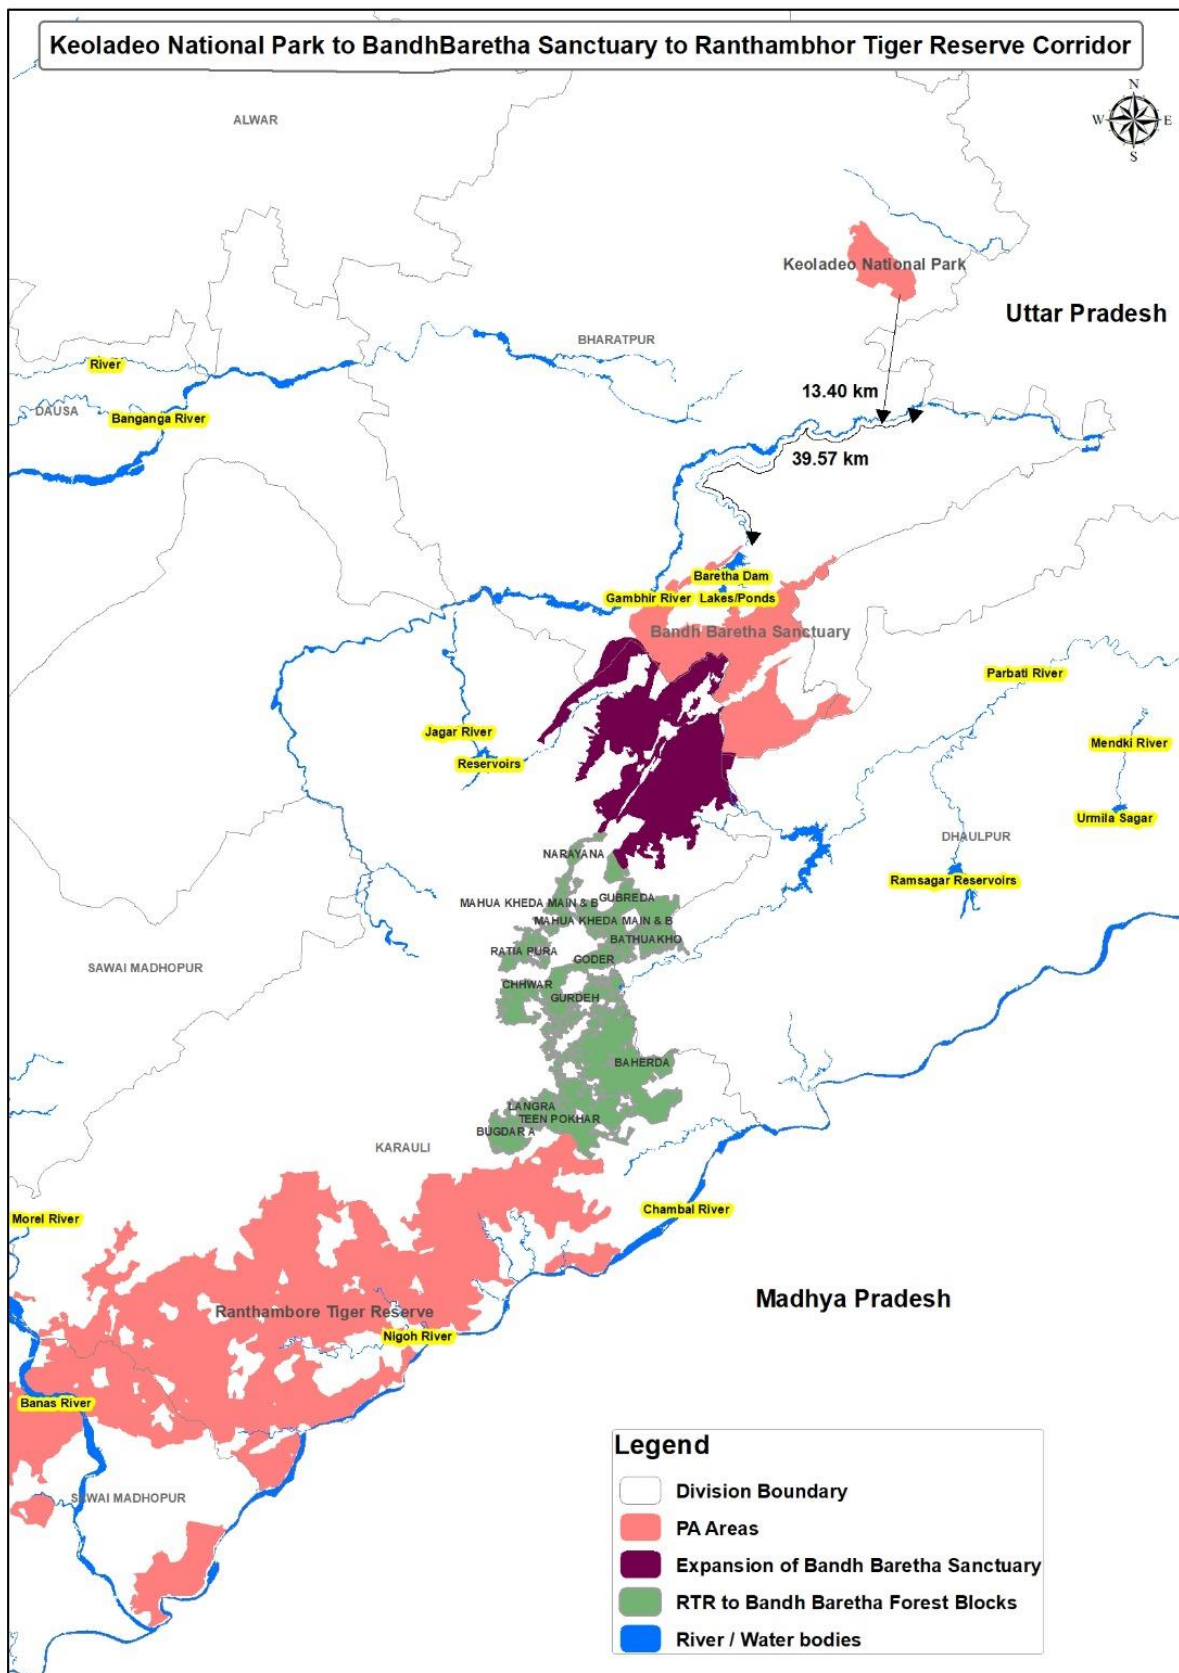 Keoladeo National Park to BandhBaretha Sanctuary to Ranthambhor Tiger Reserve Corridor
N
W E
S
ALWAR
Keoladeo National Park
Uttar Pradesh
BHARATPUR
River
13.40 km
DAUSA
Banganga River
39.57 km
Baretha Dam
Gambhir River
Lakes/Ponds
Bandh Baretha Sanctuary
Parbati River
Jagar River
Mendki River
Reservoirs
Urmila Sagar
DHAULPUR
NARAYANA
Ramsagar Reservoirs
GUBREDA
MAHUA KHEDA MAIN & B
MAHUA KHEDA MAIN & B
BATHUAKHO
RATIA PURA
GODER
SAWAI MADHOPUR
CHHWAR
GURDEH
BAHERDA
LANGRA
TEEN POKHAR
BUGDAR A
KARAULI
Chambal River
Morel River
Madhya Pradesh
Ranthambore Tiger Reserve
Nigoh River
Banas River
SAWAI MADHOPUR
Legend
Division Boundary
PA Areas
Expansion of Bandh Baretha Sanctuary
RTR to Bandh Baretha Forest Blocks
River / Water bodies